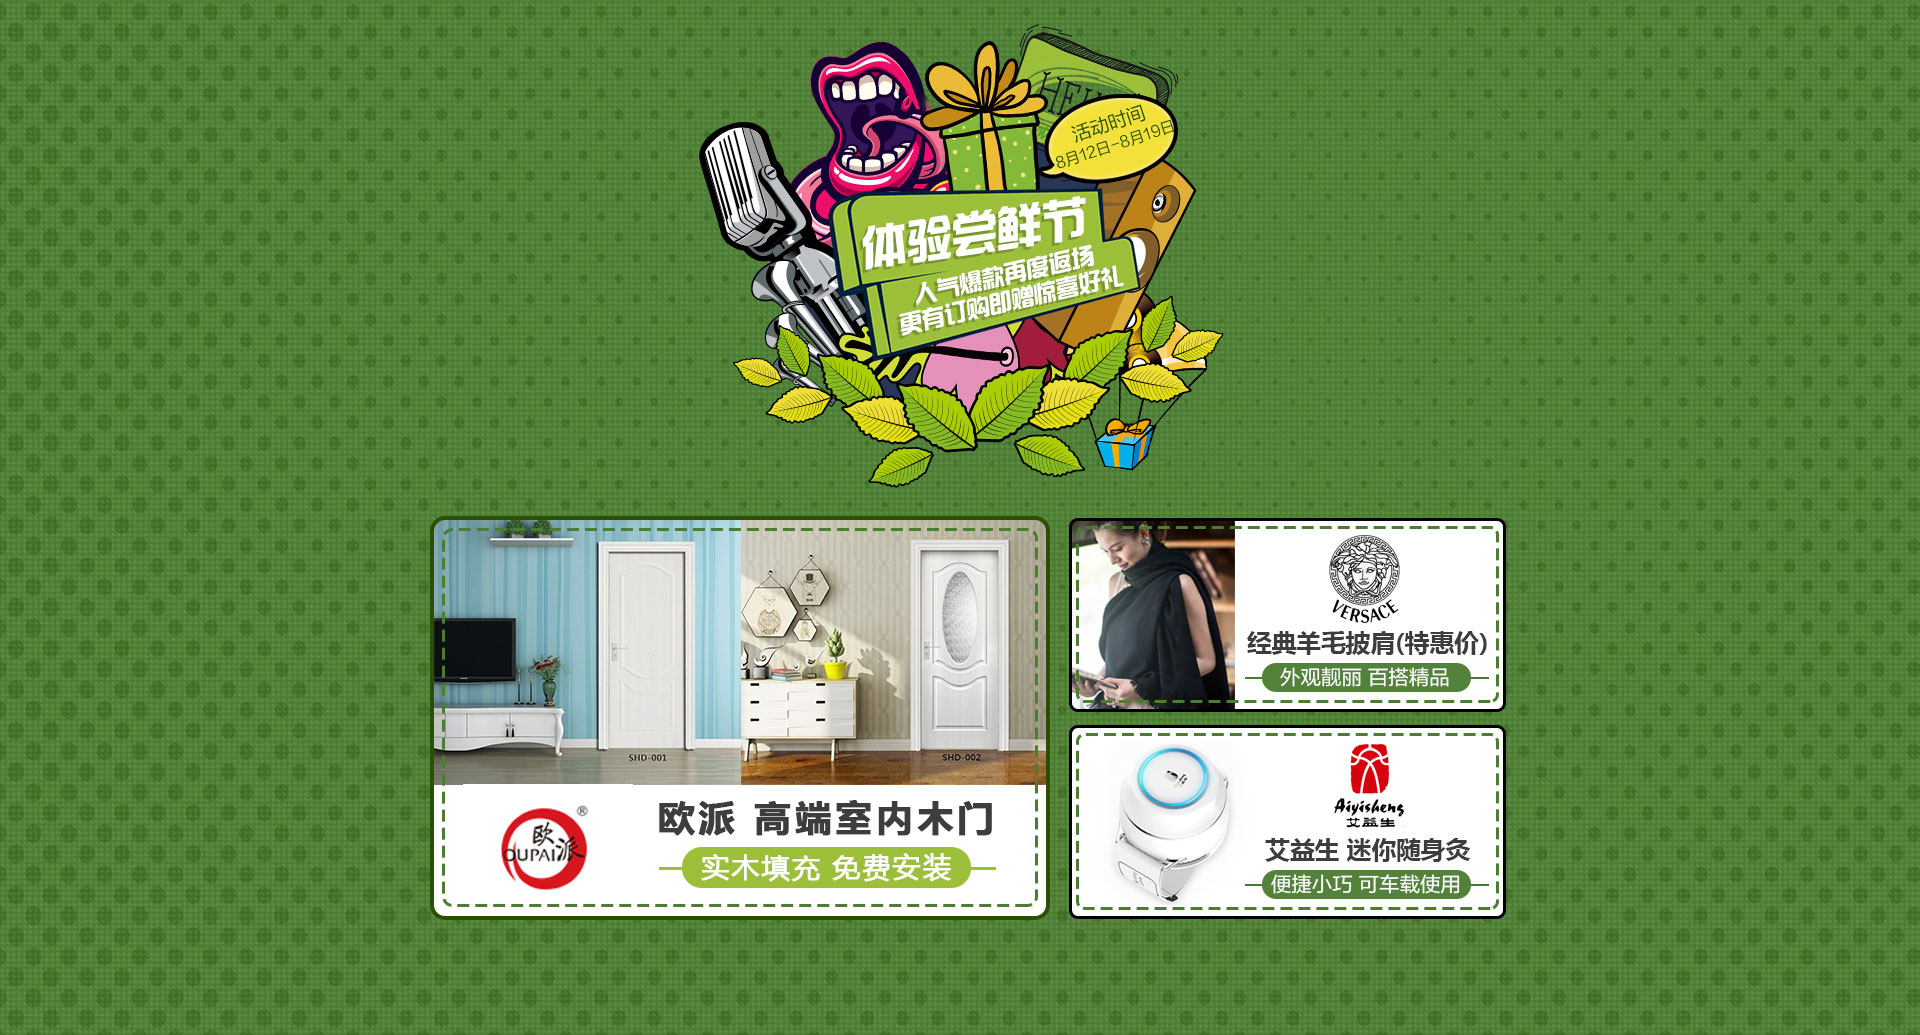 HEL
活动时间
8月12日-8月19日
体验尝鲜节
人气爆款再度返场
更有订购即赠惊喜好礼
SHD-001
SHD-002
欧派
OUPAI
®
欧派 高端室内木门
实木填充 免费安装
VERSACE
经典羊毛披肩(特惠价)
外观靓丽 百搭精品
Aiyisheng
艾益生
艾益生 迷你随身灸
便捷小巧 可车载使用